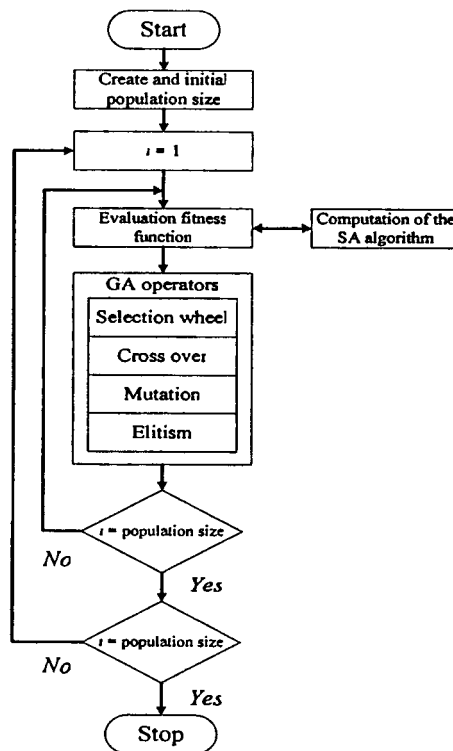 Start
Create and initial
population size
i = 1
Evaluation fitness
function
Computation of the
SA algorithm
GA operators
Selection wheel
Cross over
Mutation
Elitism
i = population size
No
Yes
i = population size
No
Yes
Stop